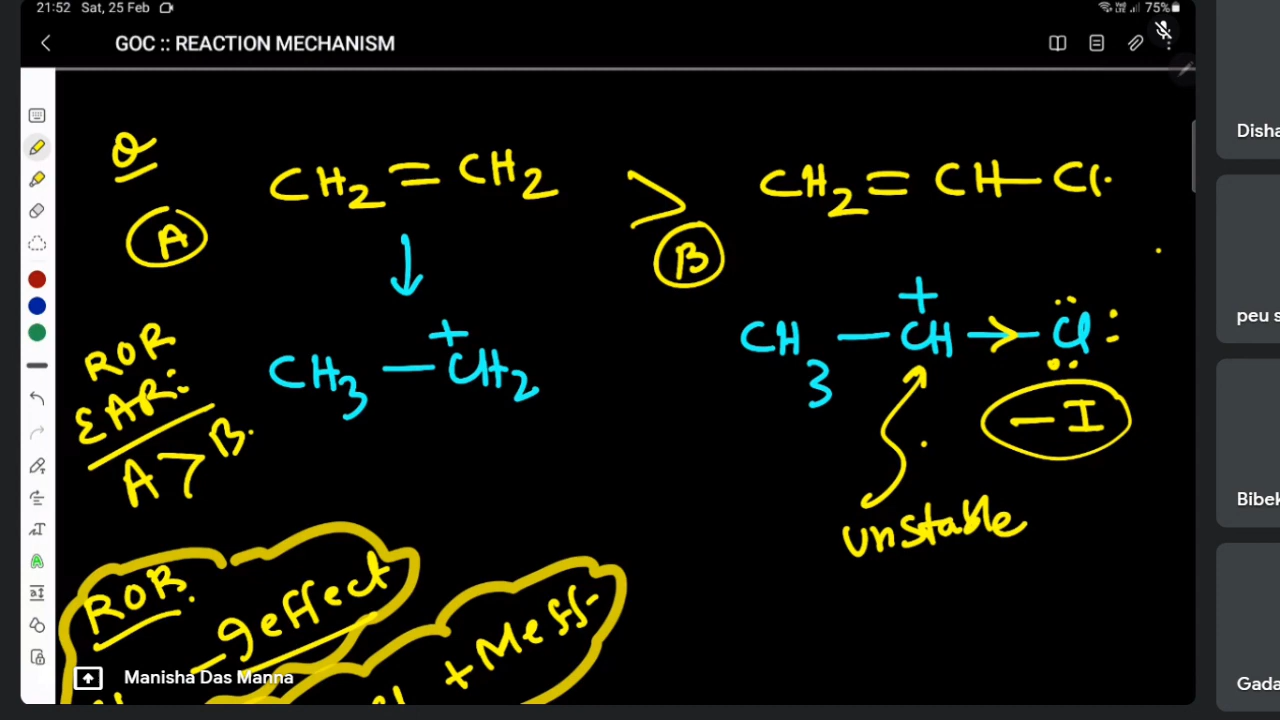 21:52 Sat, 25 Feb 75%
GOC :: REACTION MECHANISM
Q
CH2 = CH2 > CH2 = CH — Cl
A B
↓
CH3 — +CH2
CH3 — +CH → Cl
ROR
EAR:
A > B
− I
unstable
ROR
− I effect
+ M eff-
Manisha Das Manna
Disha
peu s
Bibek
Gada